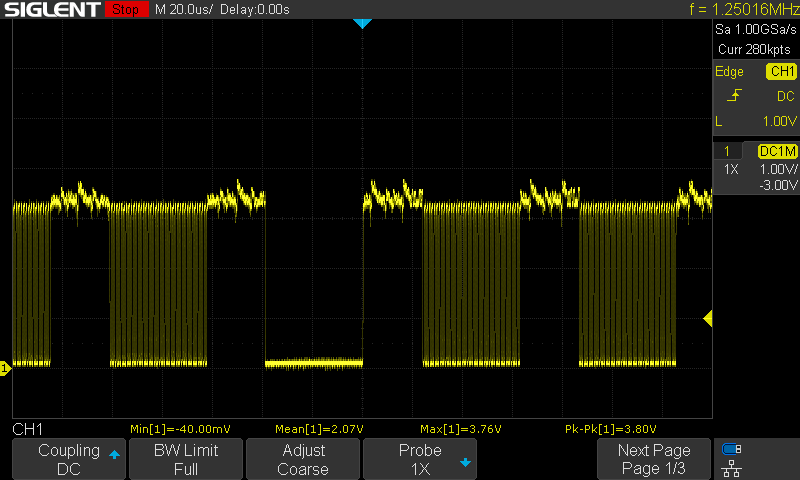 SIGLENT Stop M 20.0us/ Delay:0.00s f = 1.25016MHz
Sa 1.00GSa/s
Curr 280kpts
Edge CH1
DC
L 1.00V
1 DC1M
1X 1.00V/
-3.00V
1
CH1 Min[1]=-40.00mV Mean[1]=2.07V Max[1]=3.76V Pk-Pk[1]=3.80V
Coupling BW Limit Adjust Probe Next Page
DC Full Coarse 1X Page 1/3